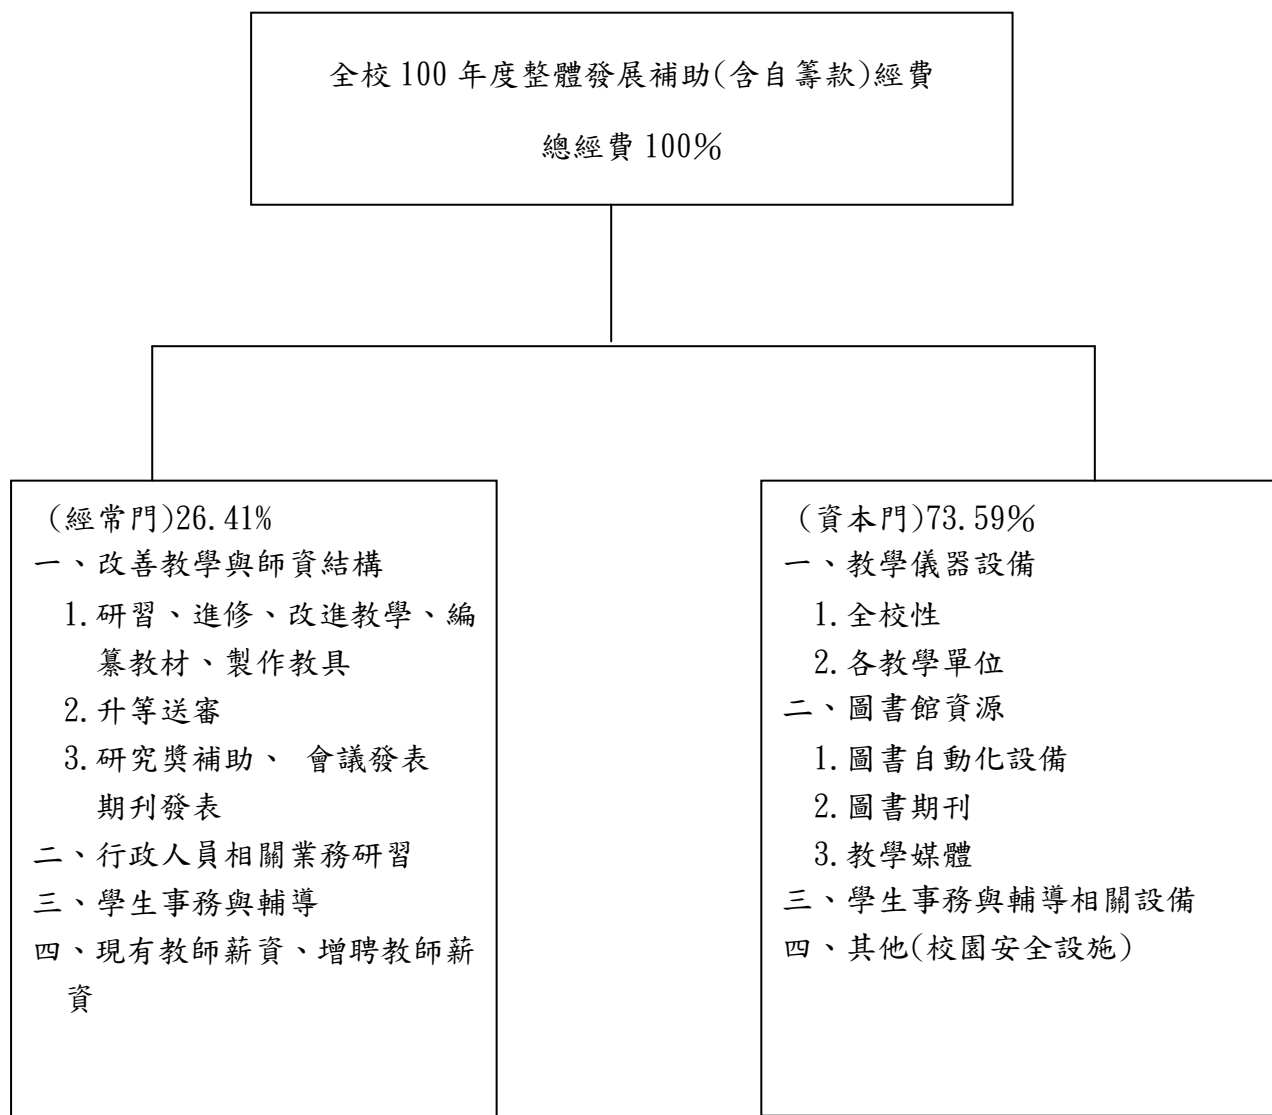 全校 100 年度整體發展補助(含自籌款)經費
總經費 100%
(經常門)26.41%
一、改善教學與師資結構
1.研習、進修、改進教學、編
纂教材、製作教具
2.升等送審
3.研究獎補助、 會議發表
期刊發表
二、行政人員相關業務研習
三、學生事務與輔導
四、現有教師薪資、增聘教師薪
資
(資本門)73.59%
一、教學儀器設備
1.全校性
2.各教學單位
二、圖書館資源
1.圖書自動化設備
2.圖書期刊
3.教學媒體
三、學生事務與輔導相關設備
四、其他(校園安全設施)